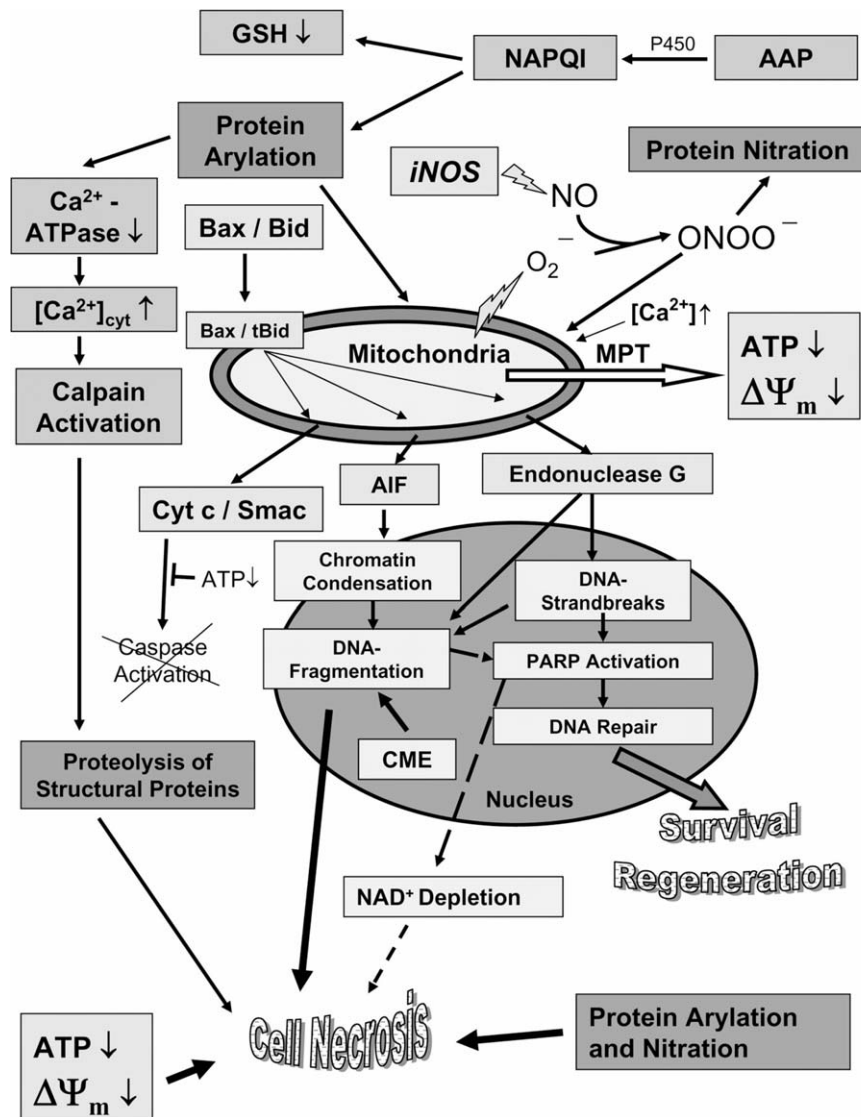 GSH ↓
NAPQI
P450
AAP
Protein
Arylation
iNOS
NO
Protein Nitration
Ca²⁺ -
ATPase ↓
Bax / Bid
O₂⁻
ONOO⁻
[Ca²⁺]cyt ↑
Bax / tBid
Mitochondria
[Ca²⁺]↑
MPT
ATP ↓
ΔΨm ↓
Calpain
Activation
Endonuclease G
AIF
Cyt c / Smac
Chromatin
Condensation
ATP↓
DNA-
Strandbreaks
Caspase
Activation
DNA-
Fragmentation
PARP Activation
DNA Repair
CME
Nucleus
Proteolysis of
Structural Proteins
Survival
Regeneration
NAD⁺ Depletion
Cell Necrosis
ATP ↓
ΔΨm ↓
Protein Arylation
and Nitration